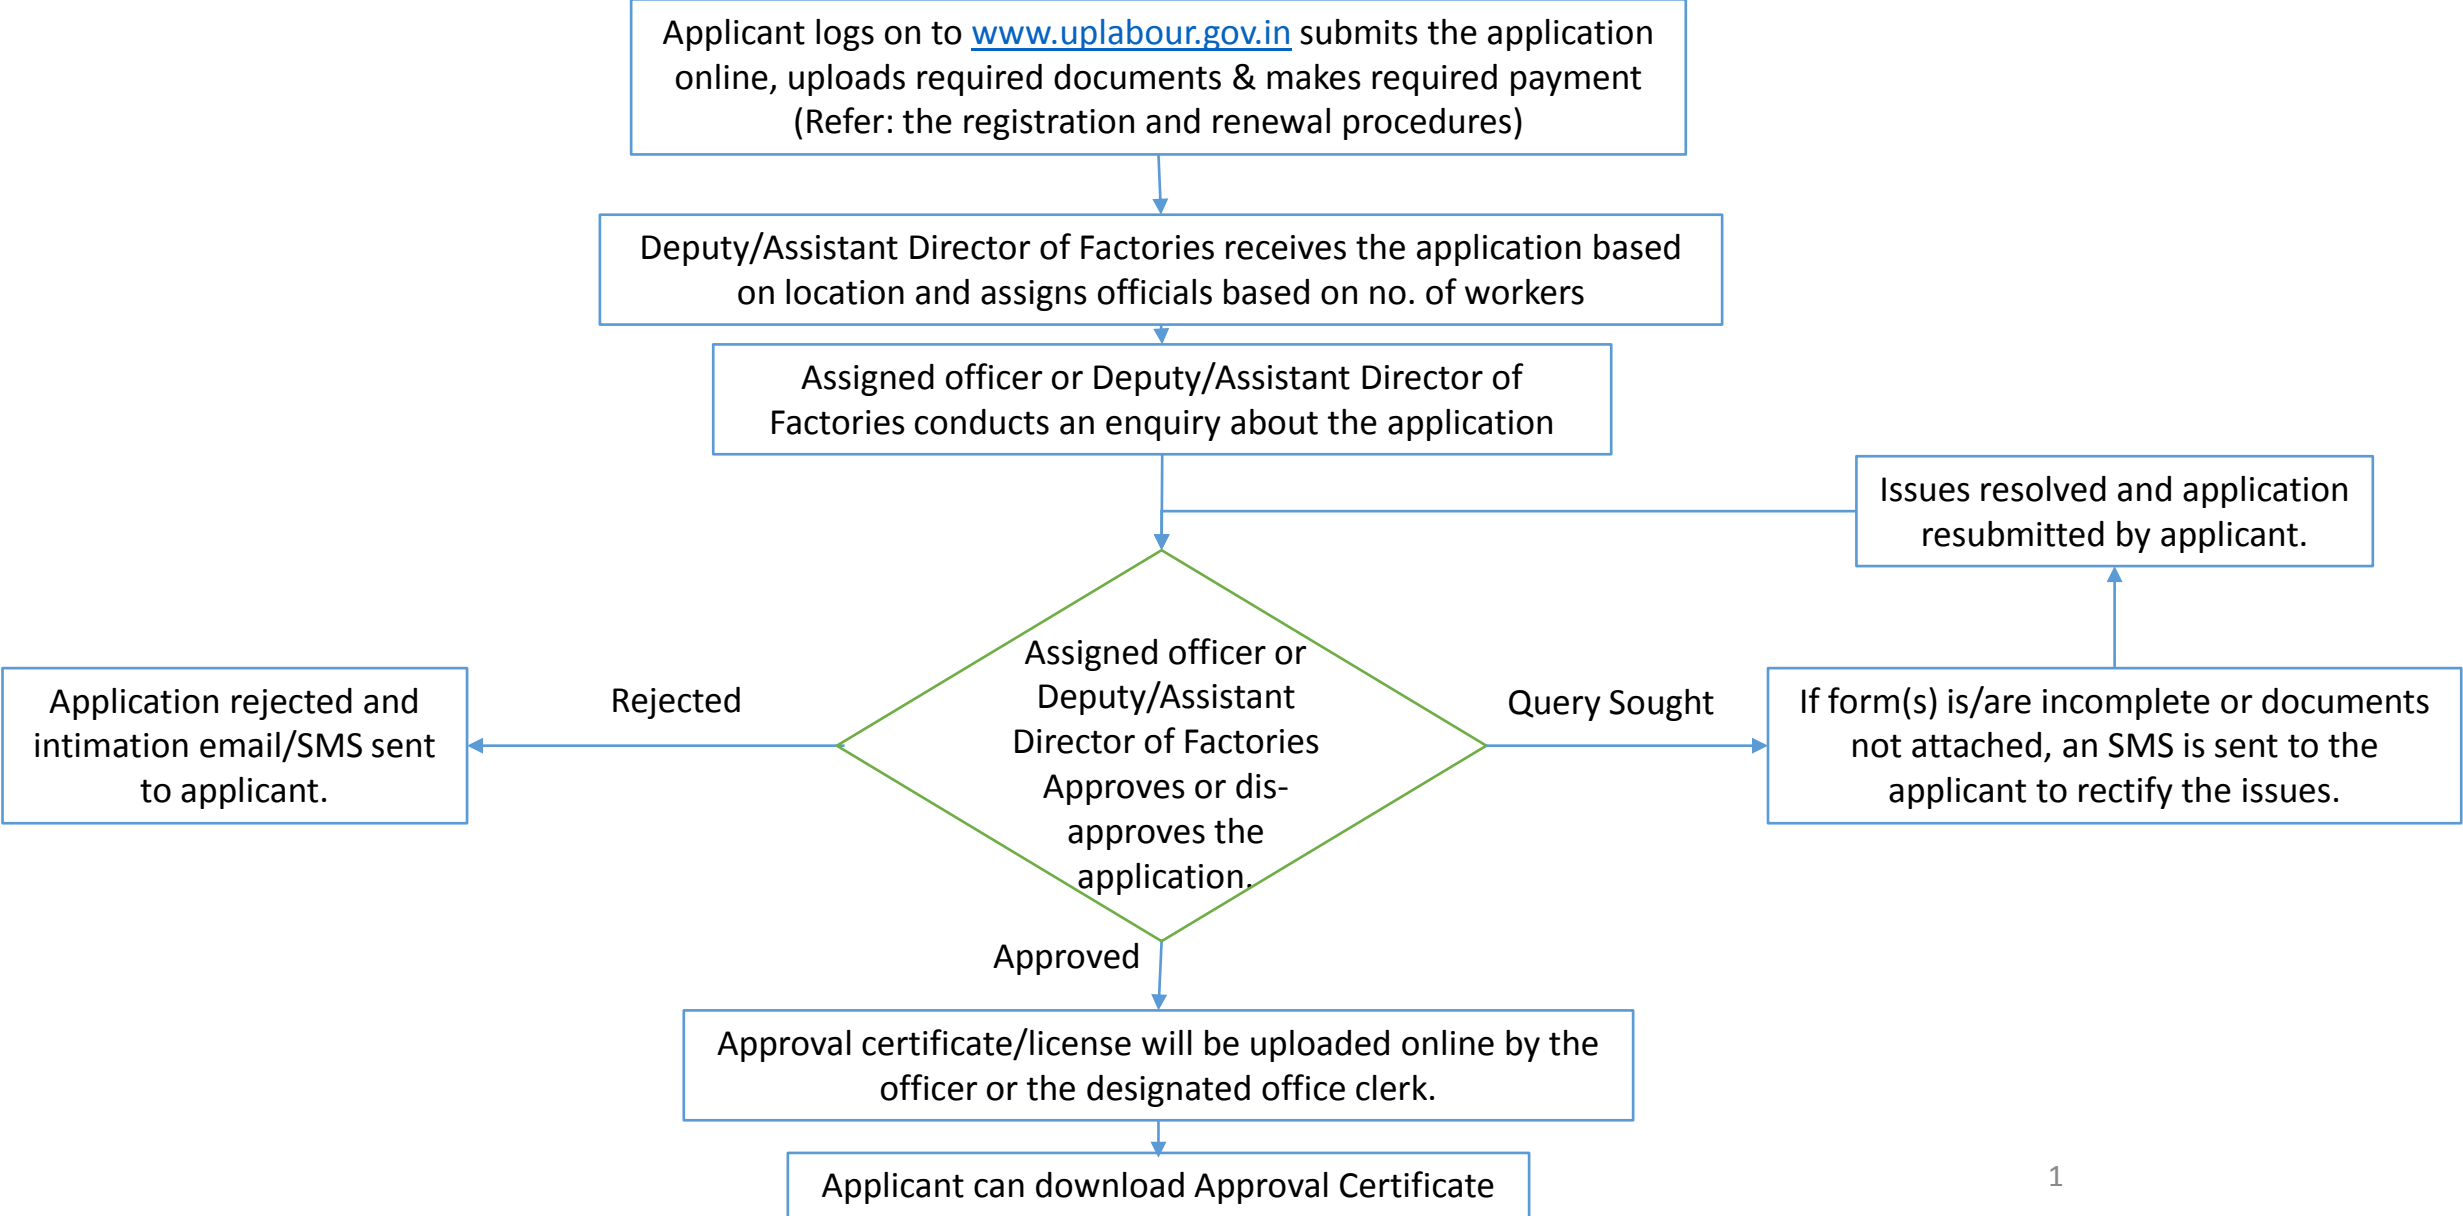 Applicant logs on to www.uplabour.gov.in submits the application
online, uploads required documents & makes required payment
(Refer: the registration and renewal procedures)
Deputy/Assistant Director of Factories receives the application based
on location and assigns officials based on no. of workers
Assigned officer or Deputy/Assistant Director of
Factories conducts an enquiry about the application
Issues resolved and application
resubmitted by applicant.
Assigned officer or
Deputy/Assistant
Director of Factories
Approves or dis-
approves the
application.
Rejected
Application rejected and
intimation email/SMS sent
to applicant.
Query Sought
If form(s) is/are incomplete or documents
not attached, an SMS is sent to the
applicant to rectify the issues.
Approved
Approval certificate/license will be uploaded online by the
officer or the designated office clerk.
Applicant can download Approval Certificate
1